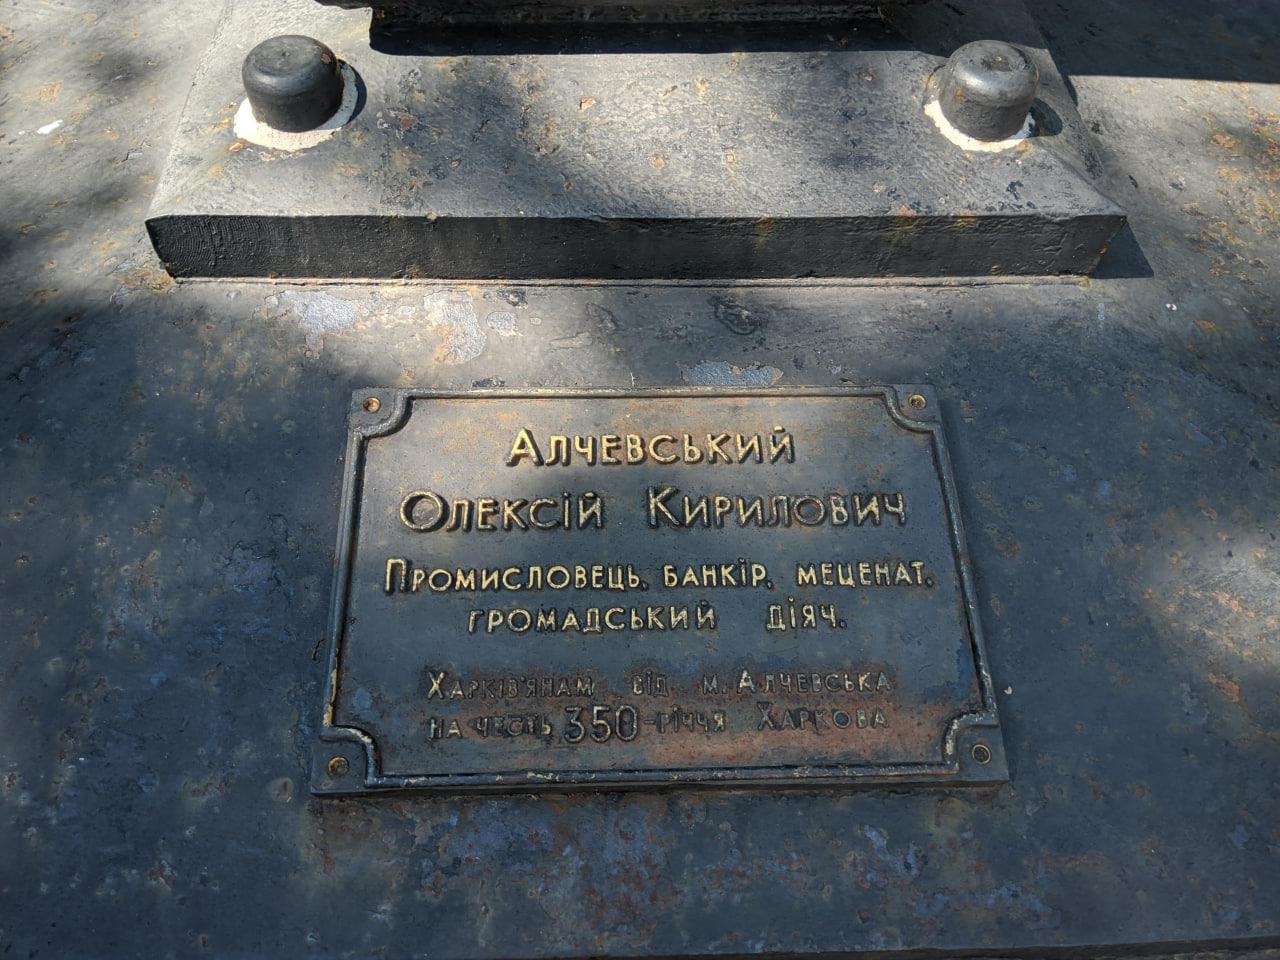 Алчевський
Олексій Кирилович
Промисловець, банкір, меценат,
громадський діяч.
Харків'янам від м. Алчевська
на честь 350-річчя Харкова